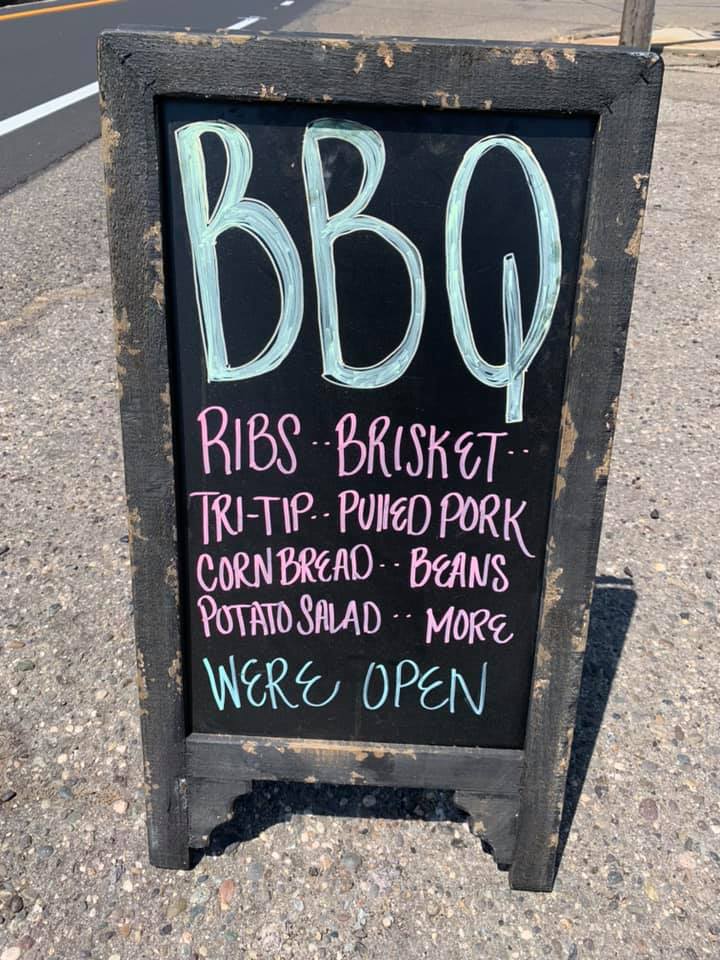 BBQ
RIBS -- BRISKET --
TRI-TIP -- PULLED PORK
CORN BREAD -- BEANS
POTATO SALAD -- MORE
WERE OPEN